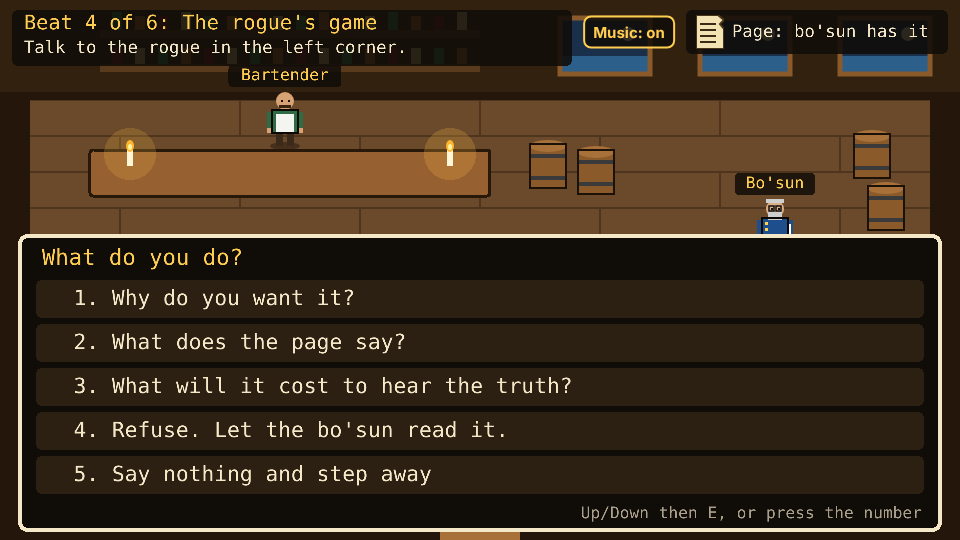 Beat 4 of 6: The rogue's game
Talk to the rogue in the left corner.
Music: on
Page: bo'sun has it
Bartender
Bo'sun
What do you do?
1. Why do you want it?
2. What does the page say?
3. What will it cost to hear the truth?
4. Refuse. Let the bo'sun read it.
5. Say nothing and step away
Up/Down then E, or press the number